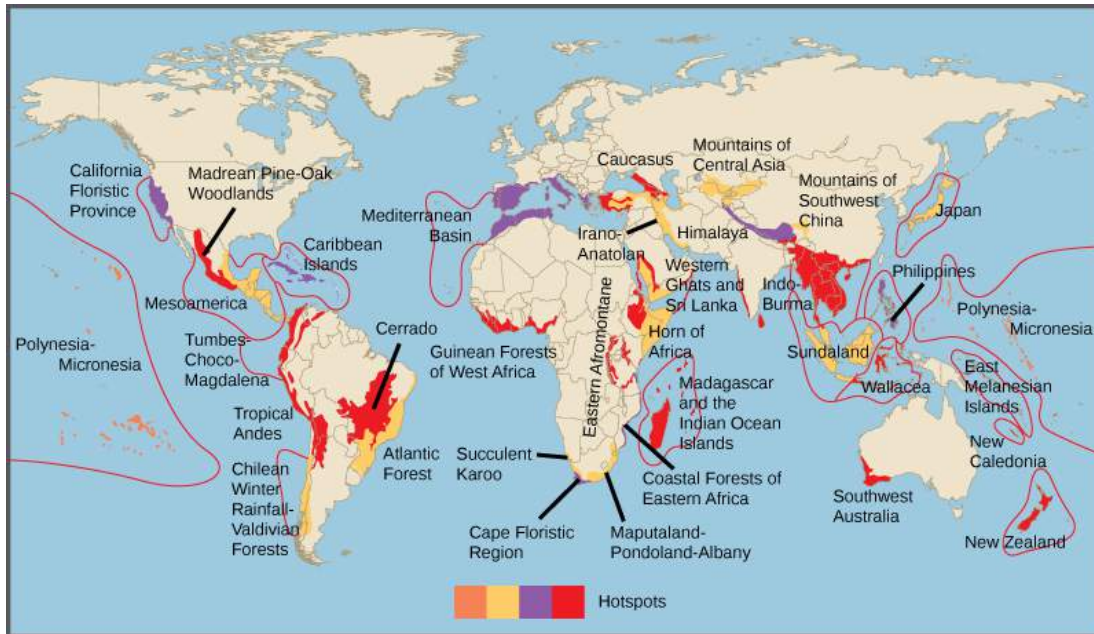 California
Floristic
Province
Madrean Pine-Oak
Woodlands
Caribbean
Islands
Mesoamerica
Polynesia-
Micronesia
Tumbes-
Choco-
Magdalena
Cerrado
Tropical
Andes
Atlantic
Forest
Chilean
Winter
Rainfall-
Valdivian
Forests
Mediterranean
Basin
Caucasus
Mountains of
Central Asia
Mountains of
Southwest
China
Japan
Irano-
Anatolian
Himalaya
Western
Ghats and
Sri Lanka
Indo-
Burma
Philippines
Polynesia-
Micronesia
Guinean Forests
of West Africa
Eastern Afromontane
Horn of
Africa
Sundaland
Wallacea
East
Melanesian
Islands
Madagascar
and the
Indian Ocean
Islands
New
Caledonia
Succulent
Karoo
Coastal Forests of
Eastern Africa
Southwest
Australia
Cape Floristic
Region
Maputaland-
Pondoland-Albany
New Zealand
Hotspots